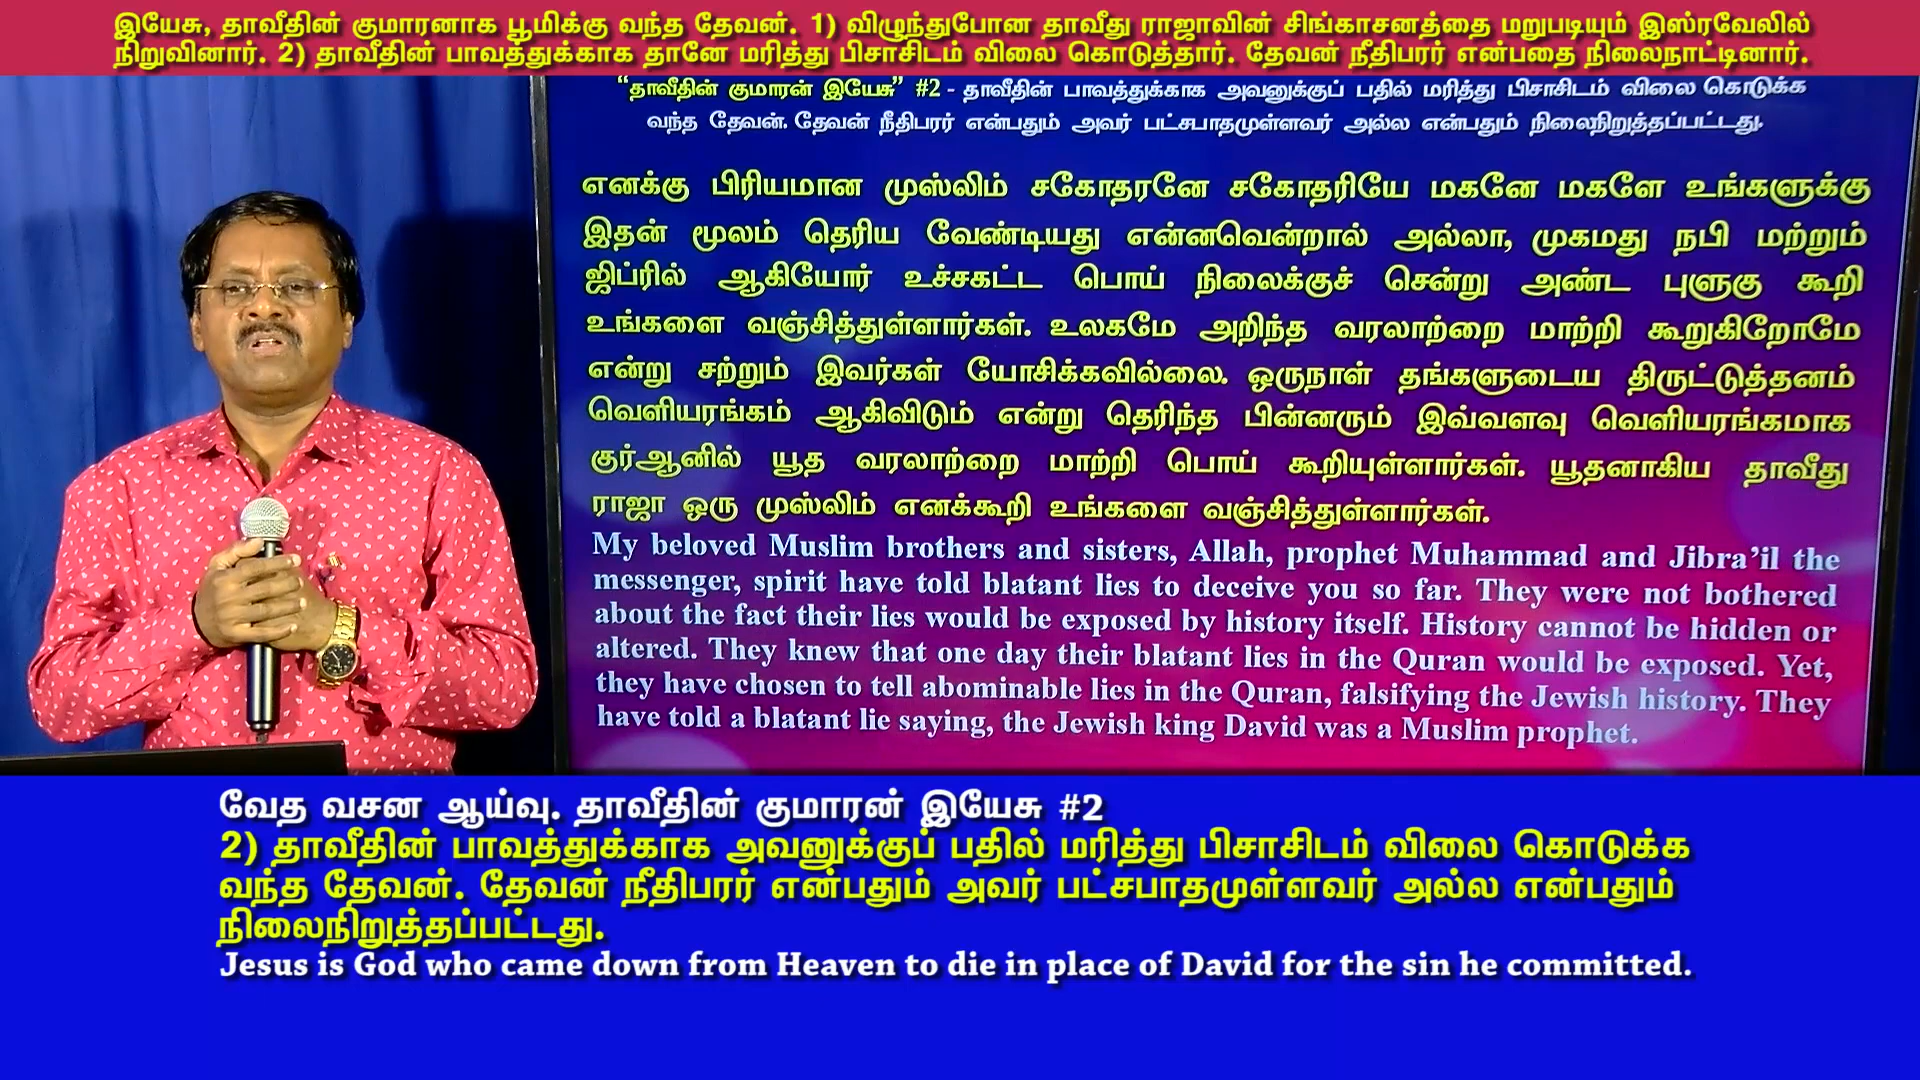 இயேசு, தாவீதின் குமாரனாக பூமிக்கு வந்த தேவன். 1) விழுந்துபோன தாவீது ராஜாவின் சிங்காசனத்தை மறுபடியும் இஸ்ரவேலில்
நிறுவினார். 2) தாவீதின் பாவத்துக்காக தானே மரித்து பிசாசிடம் விலை கொடுத்தார். தேவன் நீதிபரர் என்பதை நிலைநாட்டினார்.
“தாவீதின் குமாரன் இயேசு” #2 - தாவீதின் பாவத்துக்காக அவனுக்குப் பதில் மரித்து பிசாசிடம் விலை கொடுக்க
வந்த தேவன். தேவன் நீதிபரர் என்பதும் அவர் பட்சபாதமுள்ளவர் அல்ல என்பதும் நிலைநிறுத்தப்பட்டது.
எனக்கு பிரியமான முஸ்லிம் சகோதரனே சகோதரியே மகனே மகளே உங்களுக்கு
இதன் மூலம் தெரிய வேண்டியது என்னவென்றால் அல்லா, முகமது நபி மற்றும்
ஜிப்ரில் ஆகியோர் உச்சகட்ட பொய் நிலைக்குச் சென்று அண்ட புளுகு கூறி
உங்களை வஞ்சித்துள்ளார்கள். உலகமே அறிந்த வரலாற்றை மாற்றி கூறுகிறோமே
என்று சற்றும் இவர்கள் யோசிக்கவில்லை. ஒருநாள் தங்களுடைய திருட்டுத்தனம்
வெளியரங்கம் ஆகிவிடும் என்று தெரிந்த பின்னரும் இவ்வளவு வெளியரங்கமாக
குர்ஆனில் யூத வரலாற்றை மாற்றி பொய் கூறியுள்ளார்கள். யூதனாகிய தாவீது
ராஜா ஒரு முஸ்லிம் எனக்கூறி உங்களை வஞ்சித்துள்ளார்கள்.
My beloved Muslim brothers and sisters, Allah, prophet Muhammad and Jibra’il the
messenger, spirit have told blatant lies to deceive you so far. They were not bothered
about the fact their lies would be exposed by history itself. History cannot be hidden or
altered. They knew that one day their blatant lies in the Quran would be exposed. Yet,
they have chosen to tell abominable lies in the Quran, falsifying the Jewish history. They
have told a blatant lie saying, the Jewish king David was a Muslim prophet.
வேத வசன ஆய்வு. தாவீதின் குமாரன் இயேசு #2
2) தாவீதின் பாவத்துக்காக அவனுக்குப் பதில் மரித்து பிசாசிடம் விலை கொடுக்க
வந்த தேவன். தேவன் நீதிபரர் என்பதும் அவர் பட்சபாதமுள்ளவர் அல்ல என்பதும்
நிலைநிறுத்தப்பட்டது.
Jesus is God who came down from Heaven to die in place of David for the sin he committed.